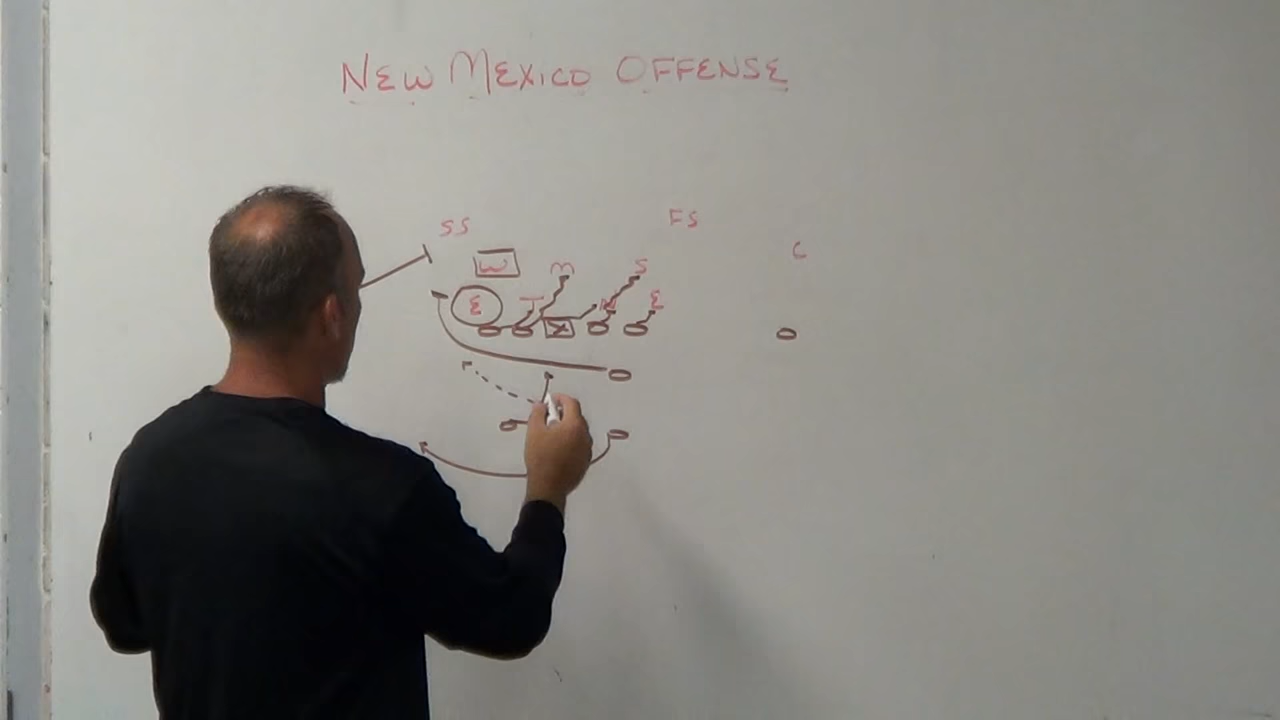 NEW MEXICO OFFENSE
SS FS
C
W M S
E T N E
X